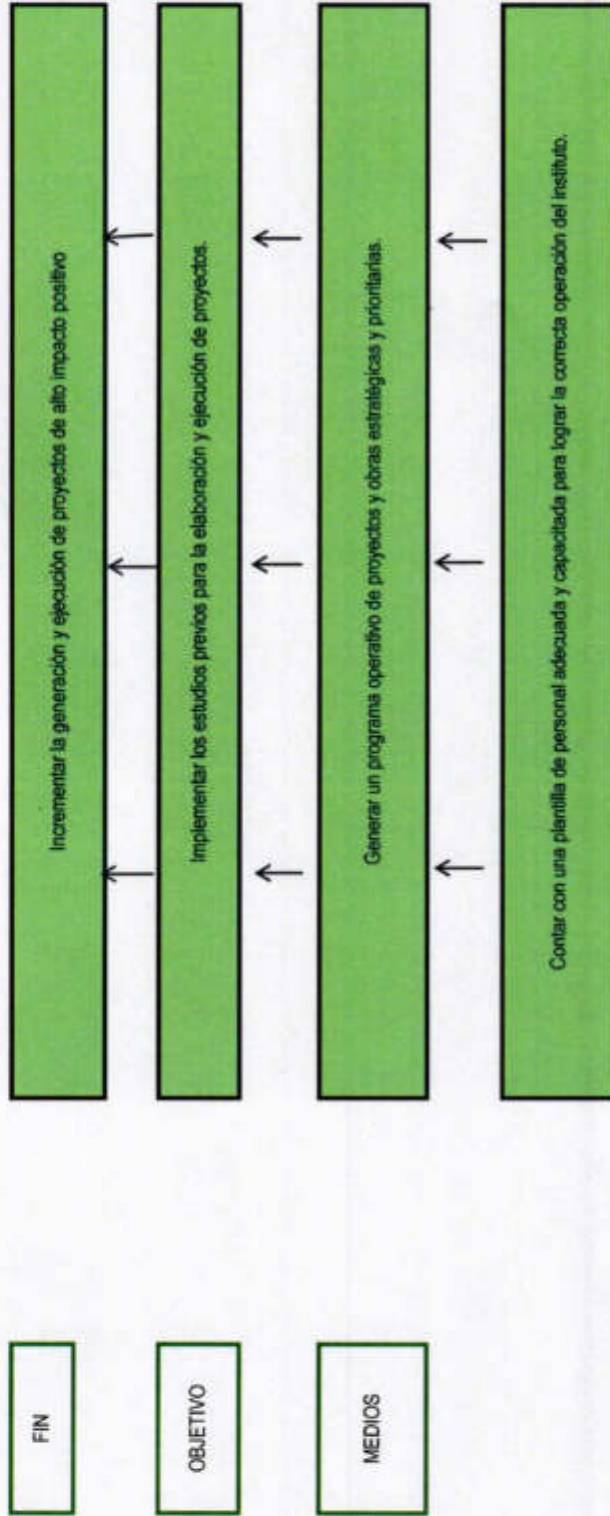 FIN
Incrementar la generación y ejecución de proyectos de alto impacto positivo
OBJETIVO
Implementar los estudios previos para la elaboración y ejecución de proyectos.
MEDIOS
Generar un programa operativo de proyectos y obras estratégicas y prioritarias.
Contar con una plantilla de personal adecuada y capacitada para lograr la correcta operación del instituto.